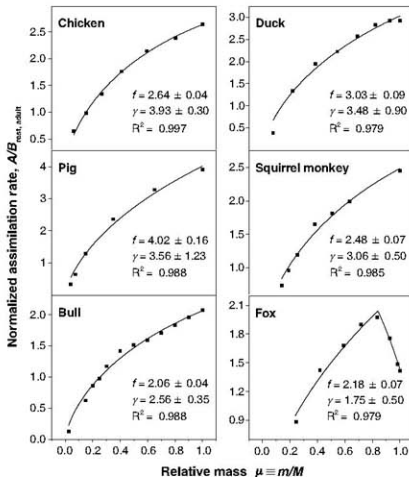 Normalized assimilation rate, A/B_rest, adult
Chicken
2.5
2.0
1.5
1.0
0.5
f = 2.64 ± 0.04
γ = 3.93 ± 0.30
R² = 0.997
Duck
3.0
2.5
2.0
1.5
1.0
0.5
f = 3.03 ± 0.09
γ = 3.48 ± 0.90
R² = 0.979
Pig
4
3
2
1
f = 4.02 ± 0.16
γ = 3.56 ± 1.23
R² = 0.988
Squirrel monkey
2.5
2.0
1.5
1.0
f = 2.48 ± 0.07
γ = 3.06 ± 0.50
R² = 0.985
Bull
2.0
1.5
1.0
0.5
0.0
f = 2.06 ± 0.04
γ = 2.56 ± 0.35
R² = 0.988
0.0 0.2 0.4 0.6 0.8 1.0
Fox
2.1
1.8
1.5
1.2
0.9
f = 2.18 ± 0.07
γ = 1.75 ± 0.50
R² = 0.979
0.0 0.2 0.4 0.6 0.8 1.0
Relative mass μ ≡ m/M